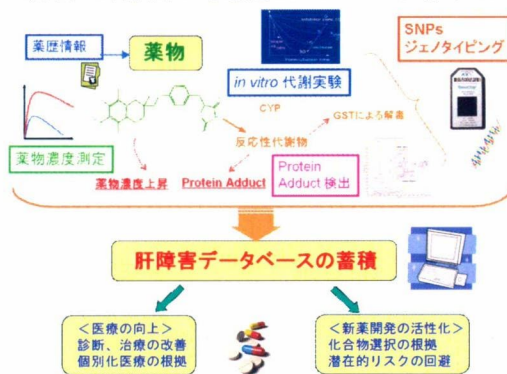 薬歴情報
薬物
in vitro 代謝実験
SNPs
ジェノタイピング
CYP
GSTによる解毒
反応性代謝物
薬物濃度測定
薬物濃度上昇
Protein Adduct
Protein
Adduct 検出
肝障害データベースの蓄積
＜医療の向上＞
診断、治療の改善
個別化医療の根拠
＜新薬開発の活性化＞
化合物選択の根拠
潜在的リスクの回避